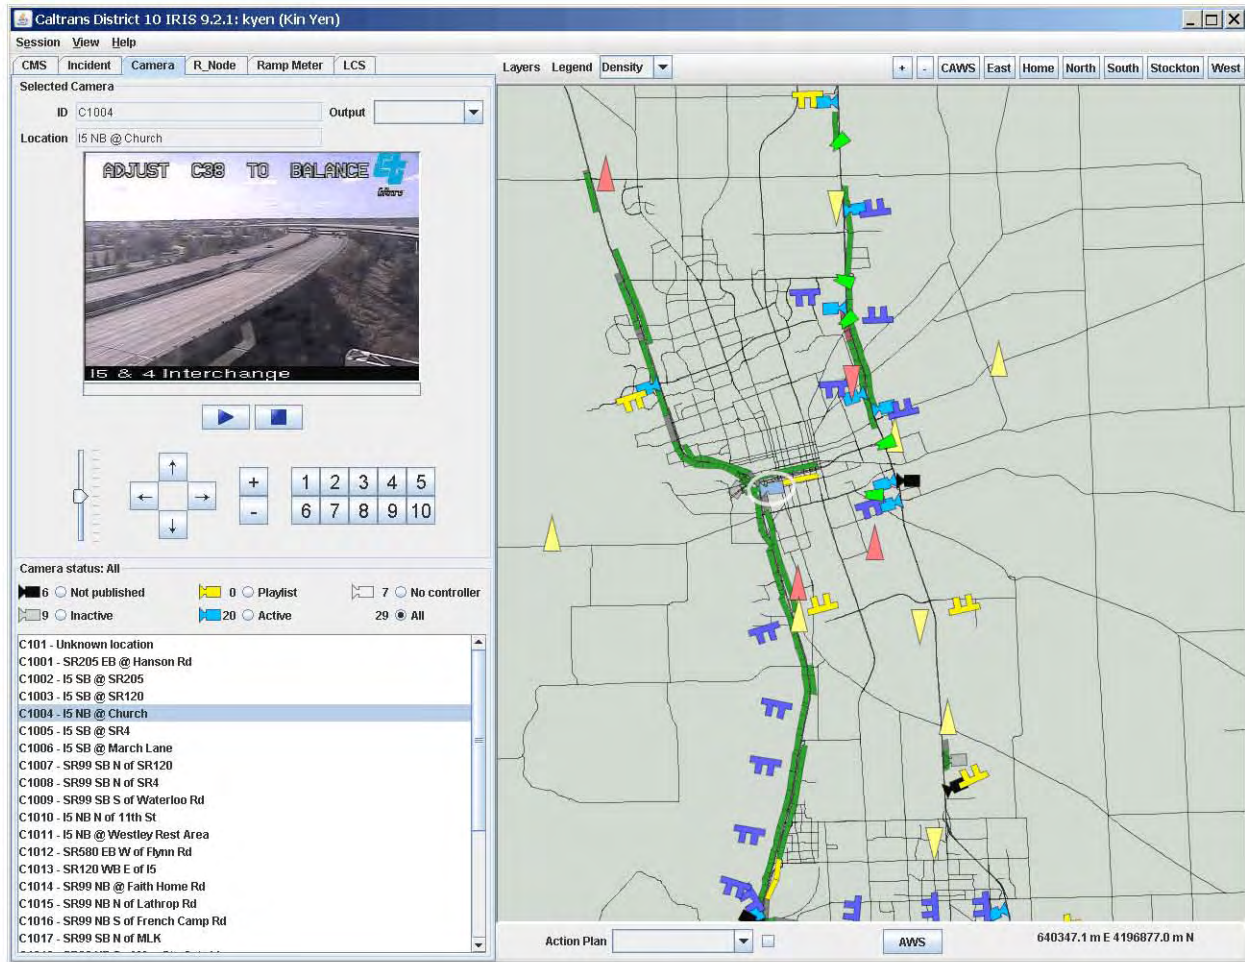 Caltrans District 10 IRIS 9.2.1: kyen (Kin Yen)
Session View Help
CMS Incident Camera R_Node Ramp Meter LCS
Layers Legend Density + - CAWS East Home North South Stockton West
Selected Camera
ID C1004 Output
Location I5 NB @ Church
ADJUST C38 TO BALANCE
Caltrans
I5 & 4 Interchange
+ 1 2 3 4 5
- 6 7 8 9 10
Camera status: All
6 Not published 0 Playlist 7 No controller
9 Inactive 20 Active 29 All
C101 - Unknown location
C1001 - SR205 EB @ Hanson Rd
C1002 - I5 SB @ SR205
C1003 - I5 SB @ SR120
C1004 - I5 NB @ Church
C1005 - I5 SB @ SR4
C1006 - I5 SB @ March Lane
C1007 - SR99 SB N of SR120
C1008 - SR99 SB N of SR4
C1009 - SR99 SB S of Waterloo Rd
C1010 - I5 NB N of 11th St
C1011 - I5 NB @ Westley Rest Area
C1012 - SR580 EB W of Flynn Rd
C1013 - SR120 WB E of I5
C1014 - SR99 NB @ Faith Home Rd
C1015 - SR99 NB N of Lathrop Rd
C1016 - SR99 NB S of French Camp Rd
C1017 - SR99 SB N of MLK
Action Plan AWS 640347.1 m E 4196877.0 m N